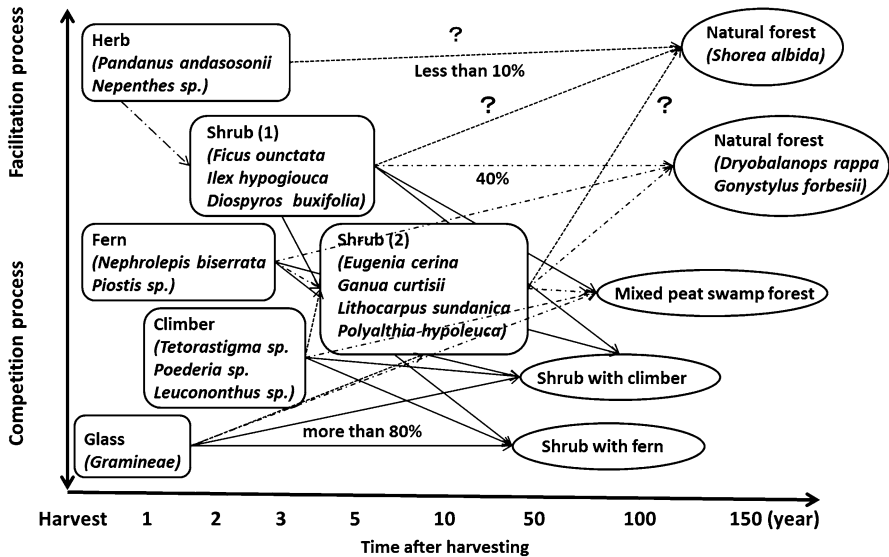 Facilitation process
Competition process
Herb
(Pandanus andasosonii
Nepenthes sp.)
?
Less than 10%
Natural forest
(Shorea albida)
Shrub (1)
(Ficus ounctata
Ilex hypogiouca
Diospyros buxifolia)
?
?
40%
Natural forest
(Dryobalanops rappa
Gonystylus forbesii)
Fern
(Nephrolepis biserrata
Piostis sp.)
Shrub (2)
(Eugenia cerina
Ganua curtisii
Lithocarpus sundanica
Polyalthia hypoleuca)
Mixed peat swamp forest
Climber
(Tetorastigma sp.
Poederia sp.
Leucononthus sp.)
Shrub with climber
Glass
(Gramineae)
more than 80%
Shrub with fern
Harvest 1 2 3 5 10 50 100 150 (year)
Time after harvesting